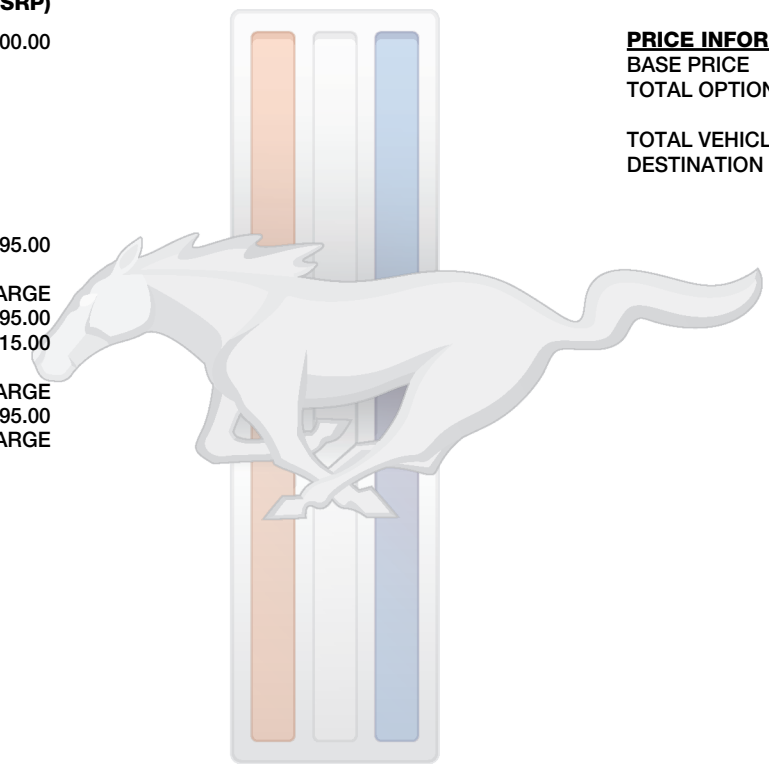 SRP)
00.00
95.00
ARGE
95.00
15.00
ARGE
95.00
ARGE
PRICE INFOR
BASE PRICE
TOTAL OPTION
TOTAL VEHICL
DESTINATION